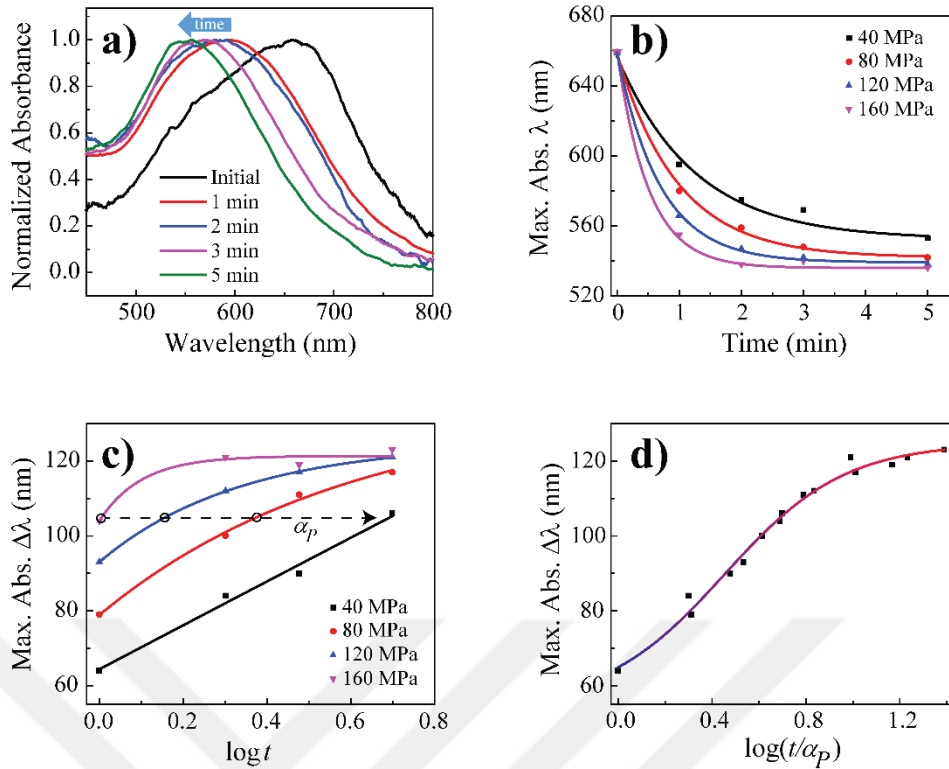 a)
time
1.0
0.8
0.6
0.4
0.2
0.0
Normalized Absorbance
Initial
1 min
2 min
3 min
5 min
500 600 700 800
Wavelength (nm)
b)
680
640
600
560
520
Max. Abs. λ (nm)
40 MPa
80 MPa
120 MPa
160 MPa
0 1 2 3 4 5
Time (min)
c)
120
100
80
60
Max. Abs. Δλ (nm)
αP
40 MPa
80 MPa
120 MPa
160 MPa
0.0 0.2 0.4 0.6 0.8
log t
d)
120
100
80
60
Max. Abs. Δλ (nm)
0.0 0.4 0.8 1.2
log(t/αP)